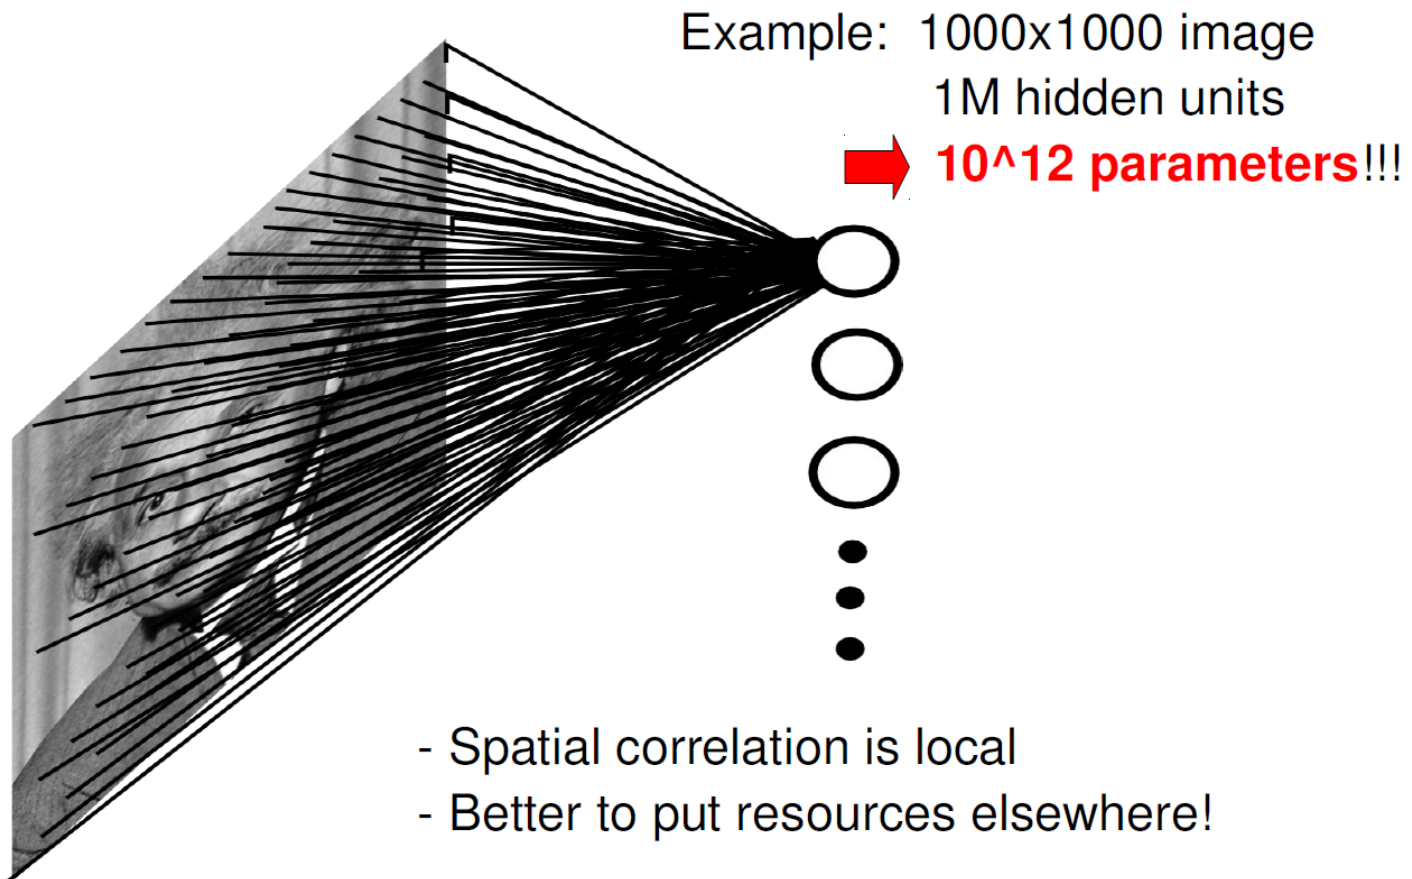 Example: 1000x1000 image
1M hidden units
10^12 parameters!!!
- Spatial correlation is local
- Better to put resources elsewhere!